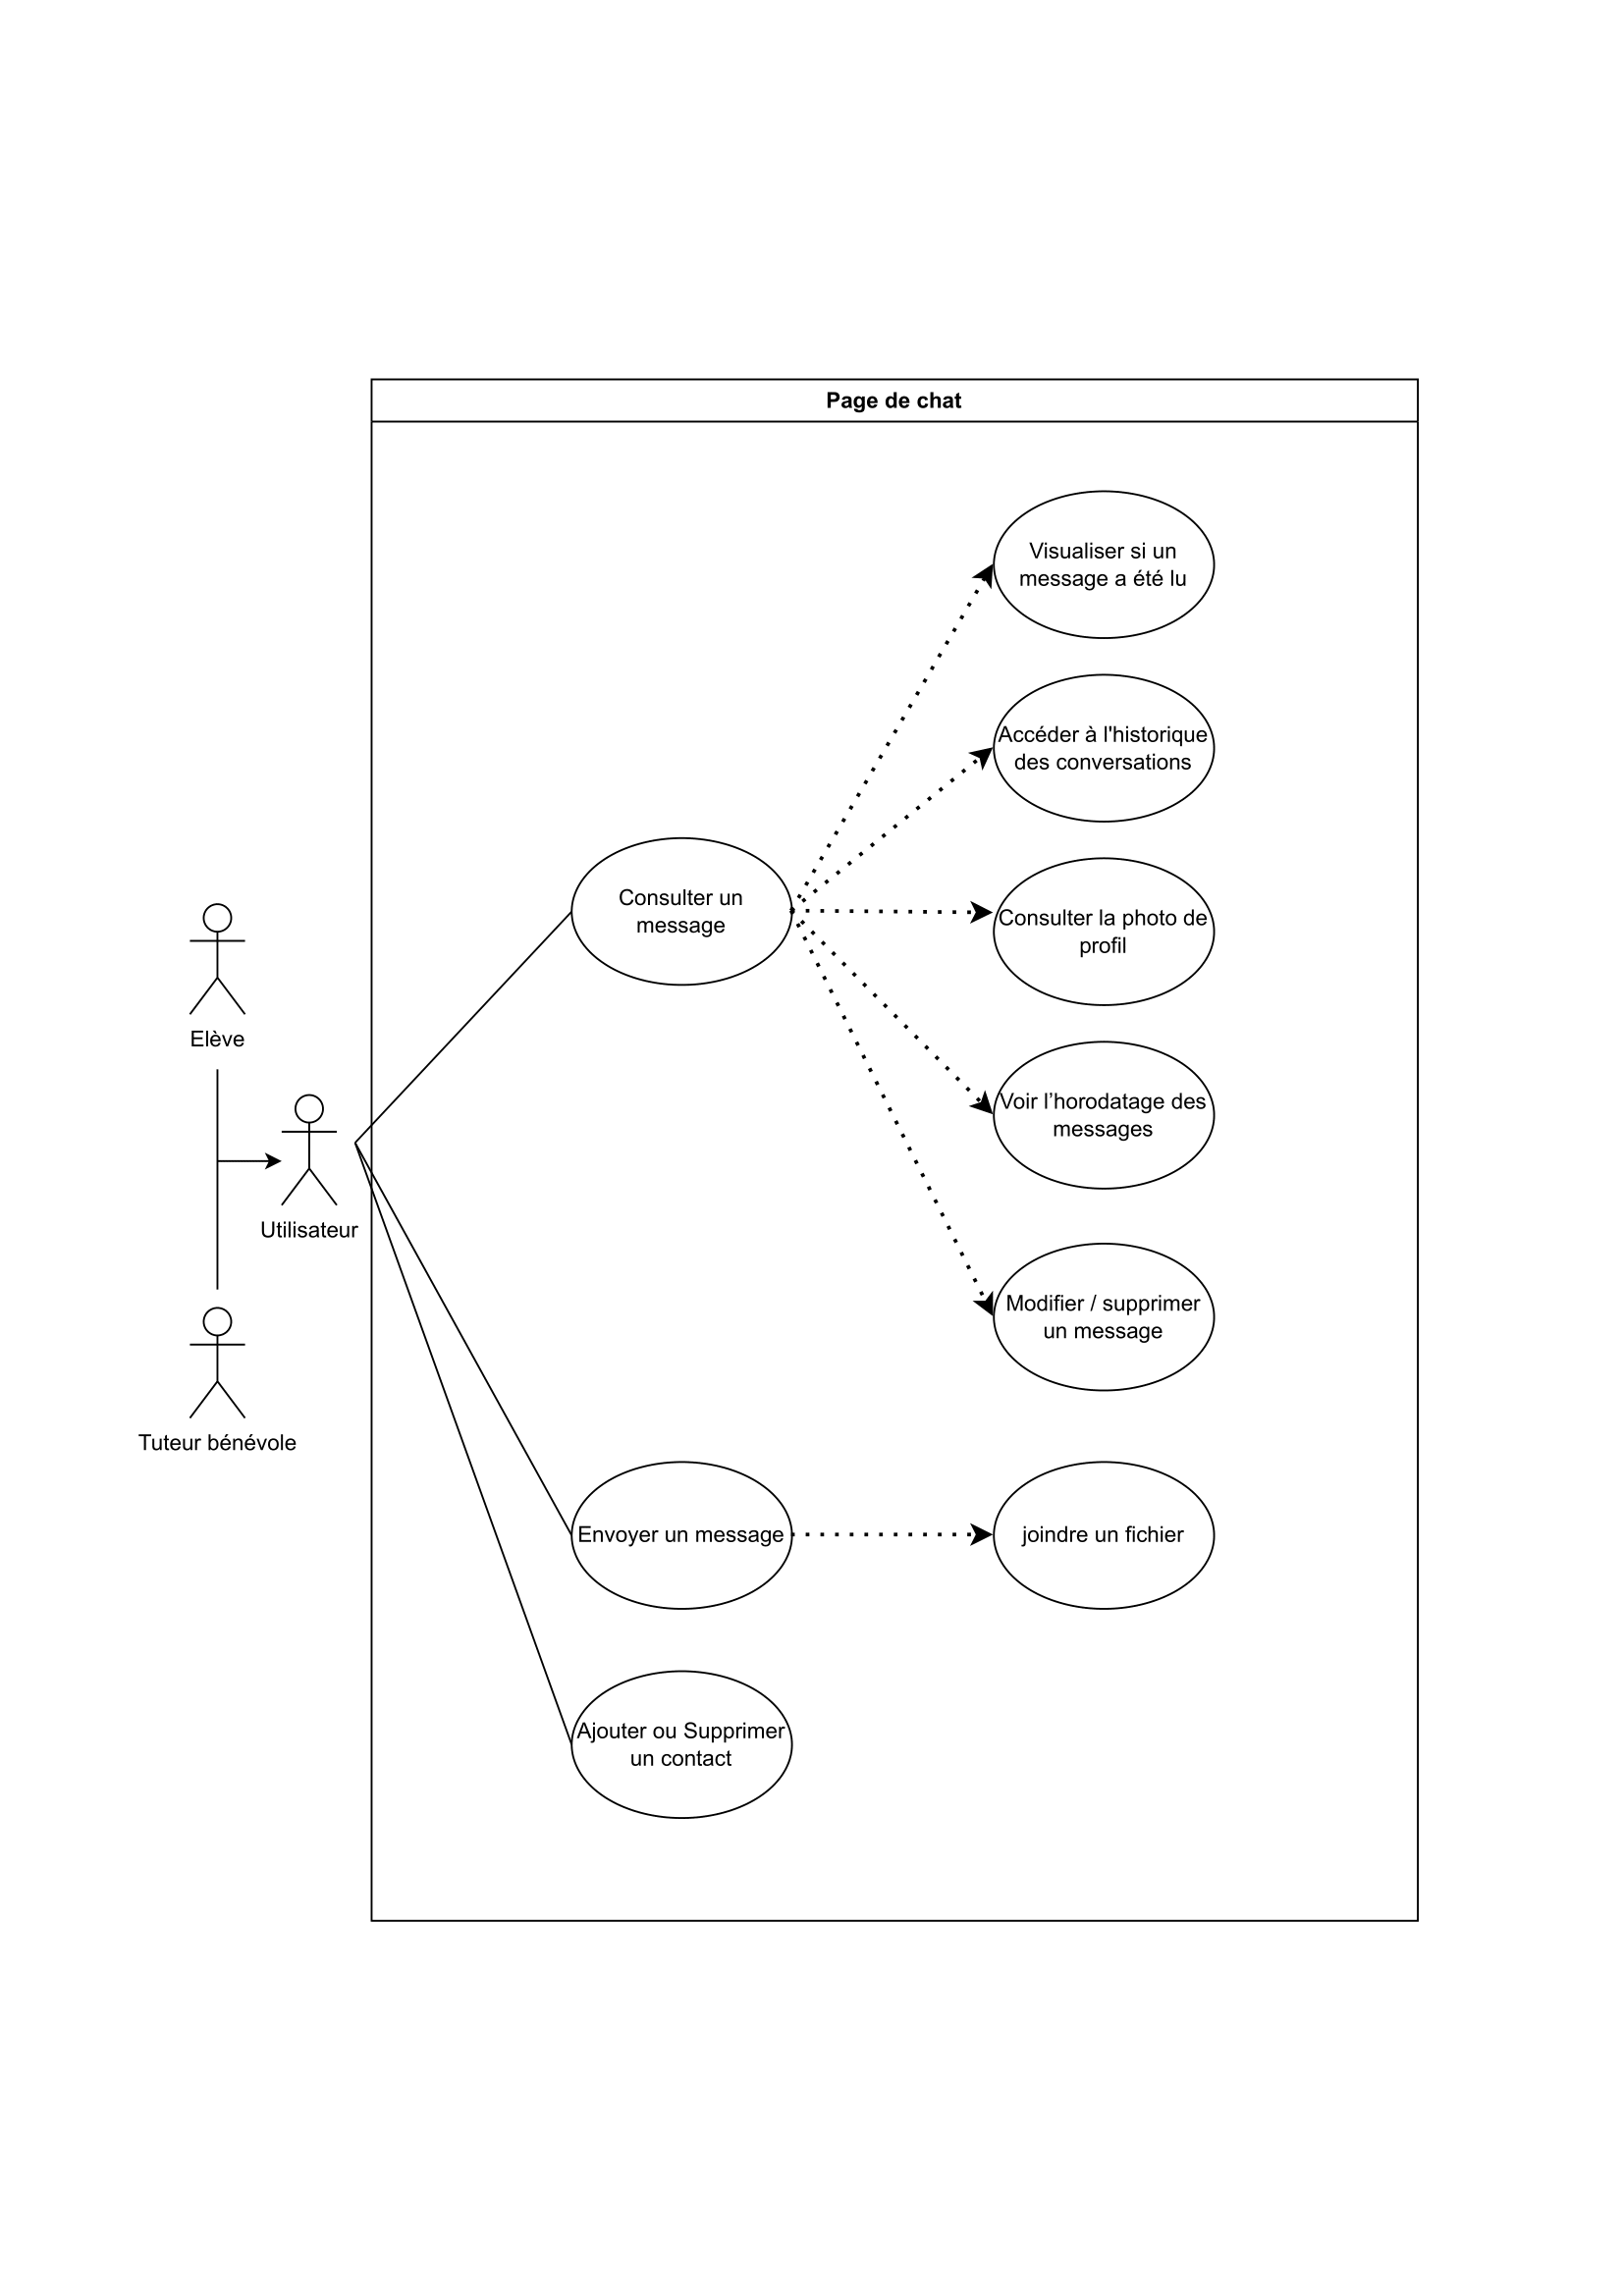 Page de chat
Visualiser si un
message a été lu
Accéder à l'historique
des conversations
Consulter un
message
Consulter la photo de
profil
Elève
Voir l’horodatage des
messages
Utilisateur
Modifier / supprimer
un message
Tuteur bénévole
Envoyer un message
joindre un fichier
Ajouter ou Supprimer
un contact